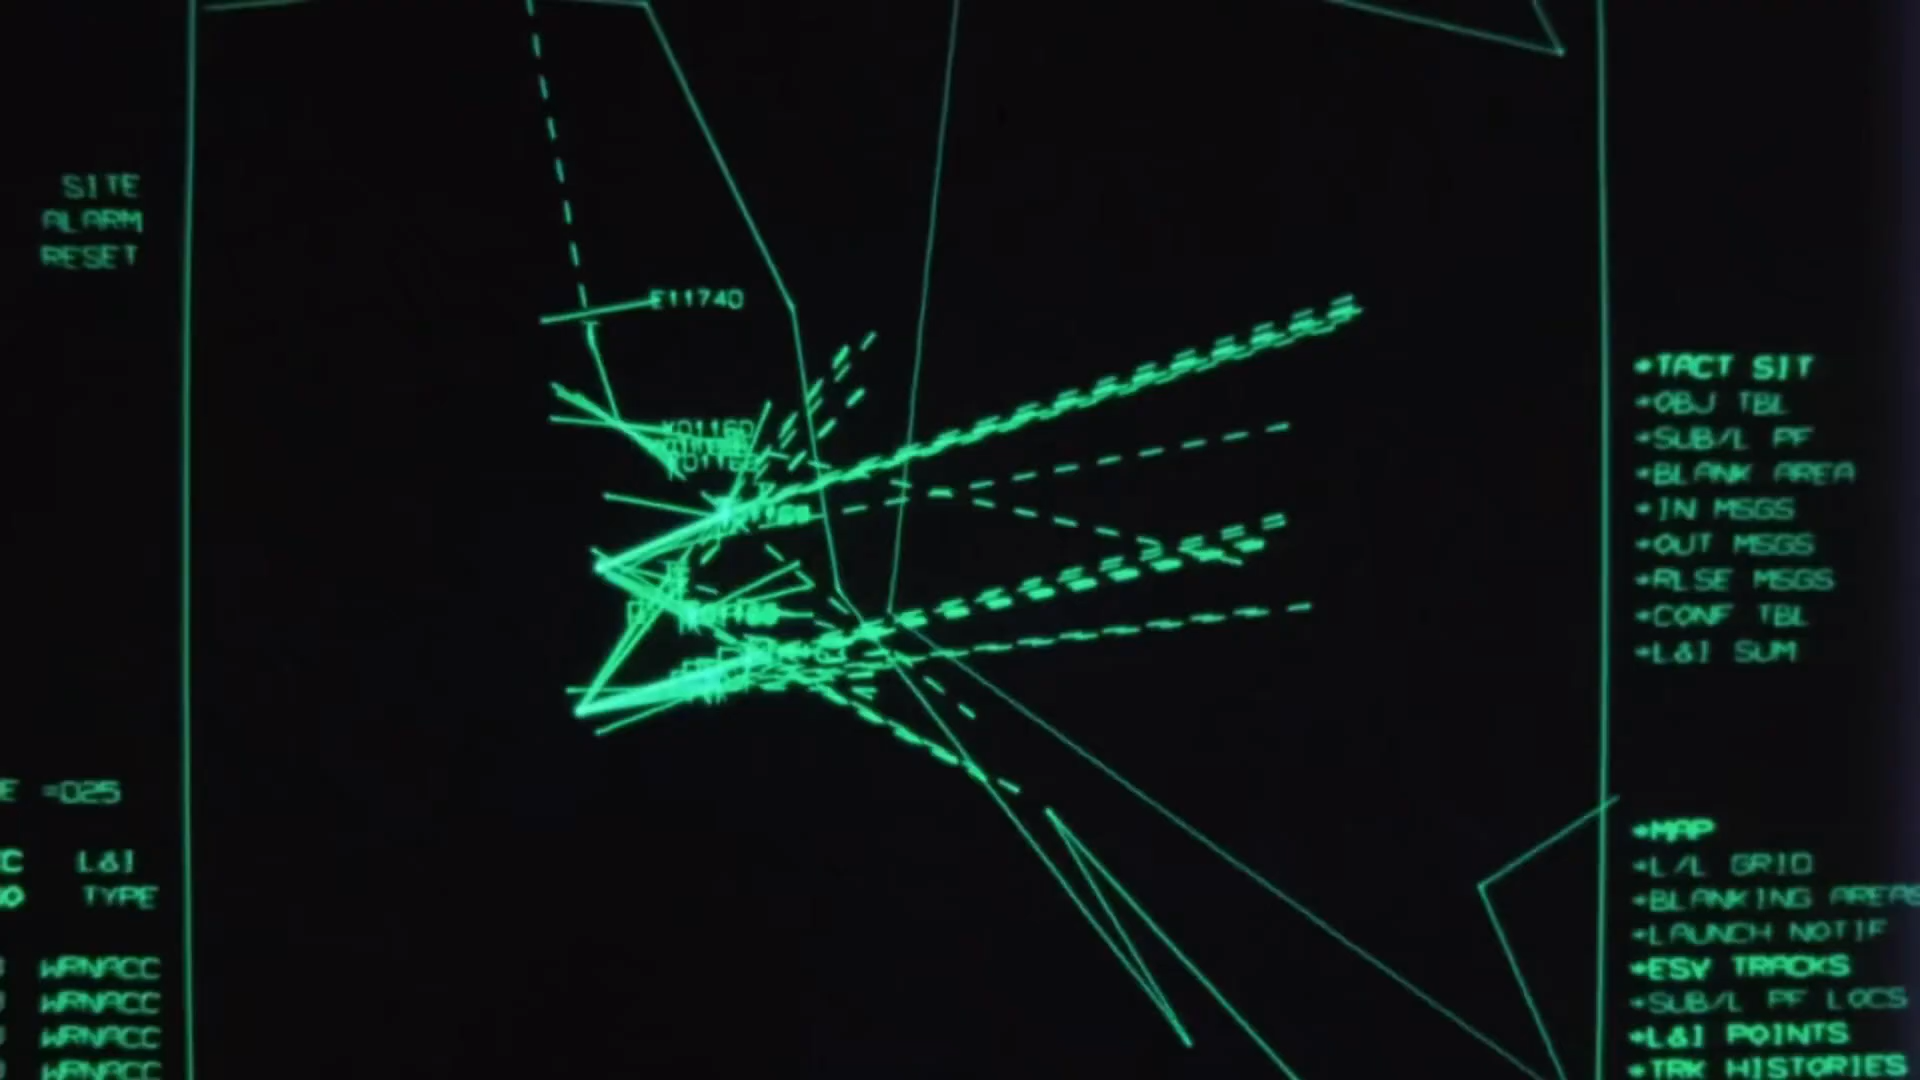 SITE
ALARM
RESET
E1174O
=O25
L&I
TYPE
WRNACC
WRNACC
WRNACC
WRNACC
*TACT SIT
*OBJ TBL
*SUB/L PF
*BLANK AREA
*IN MSGS
*OUT MSGS
*RLSE MSGS
*CONF TBL
*L&I SUM
*MAP
*L/L GRID
*BLANKING AREAS
*LAUNCH NOTIF
*ESV TRACKS
*SUB/L PF LOCS
*L&I POINTS
*TRK HISTORIES